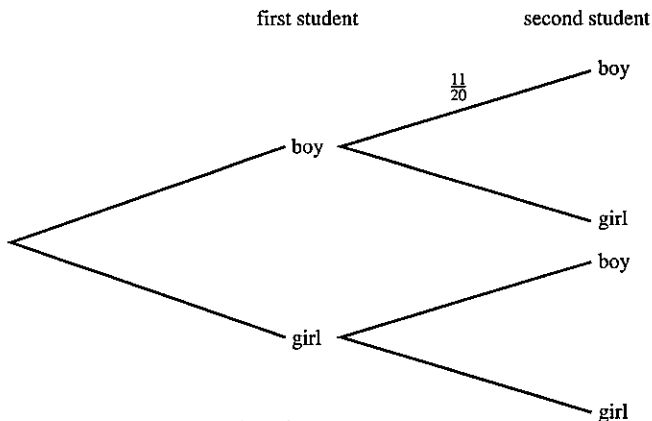 first student second student
boy
11/20
boy
girl
boy
girl
girl